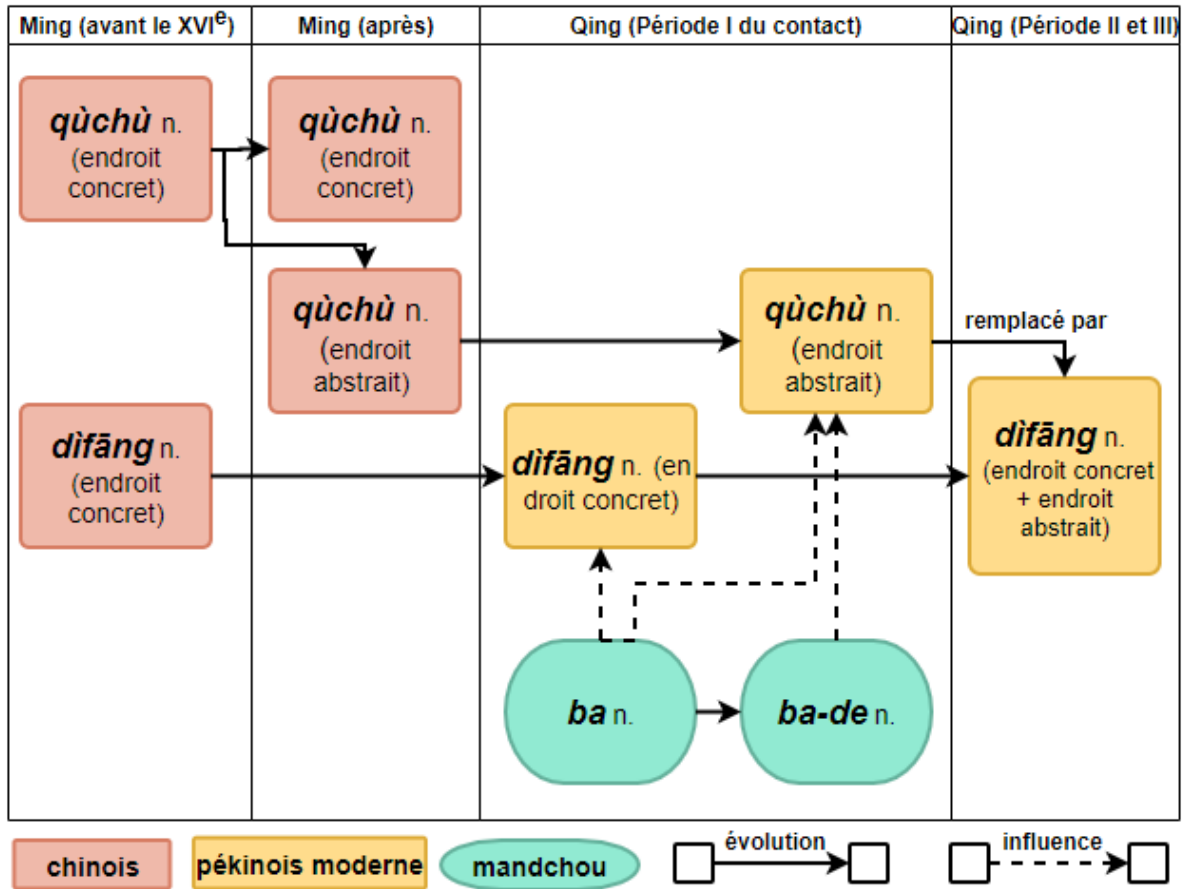 Ming (avant le XVIe)
Ming (après)
Qing (Période I du contact)
Qing (Période II et III)
qùchù n.
(endroit
concret)
qùchù n.
(endroit
concret)
qùchù n.
(endroit
abstrait)
qùchù n.
(endroit
abstrait)
remplacé par
dìfāng n.
(endroit
concret)
dìfāng n. (en
droit concret)
dìfāng n.
(endroit concret
+ endroit
abstrait)
ba n.
ba-de n.
chinois
pékinois moderne
mandchou
évolution
influence